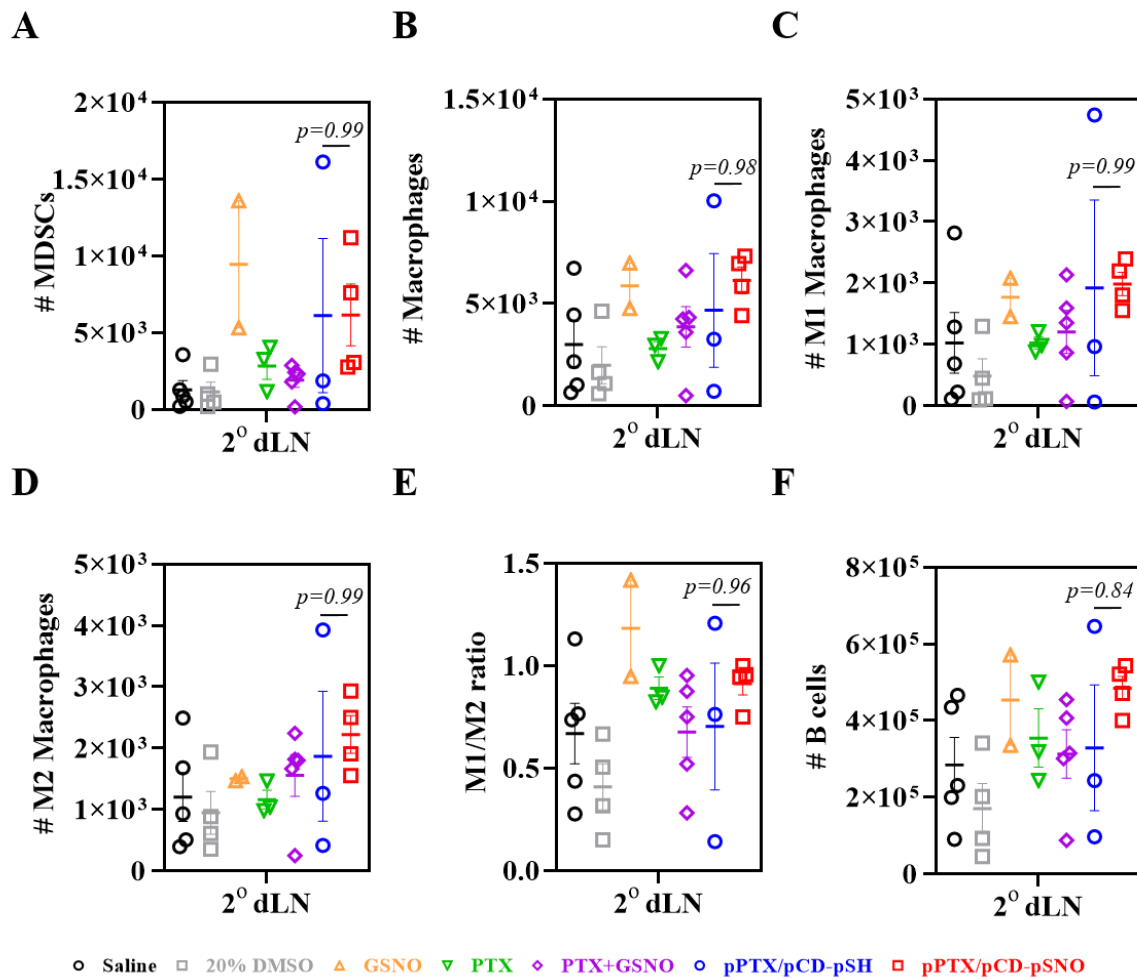 A
B
C
# MDSCs
2×10⁴
1.5×10⁴
1×10⁴
5×10³
0
p=0.99
2° dLN
# Macrophages
1.5×10⁴
1×10⁴
5×10³
0
p=0.98
2° dLN
# M1 Macrophages
5×10³
4×10³
3×10³
2×10³
1×10³
0
p=0.99
2° dLN
D
E
F
# M2 Macrophages
5×10³
4×10³
3×10³
2×10³
1×10³
0
p=0.99
2° dLN
M1/M2 ratio
1.5
1.0
0.5
0.0
p=0.96
2° dLN
# B cells
8×10⁵
6×10⁵
4×10⁵
2×10⁵
0
p=0.84
2° dLN
Saline 20% DMSO GSNO PTX PTX+GSNO pPTX/pCD-pSH pPTX/pCD-pSNO